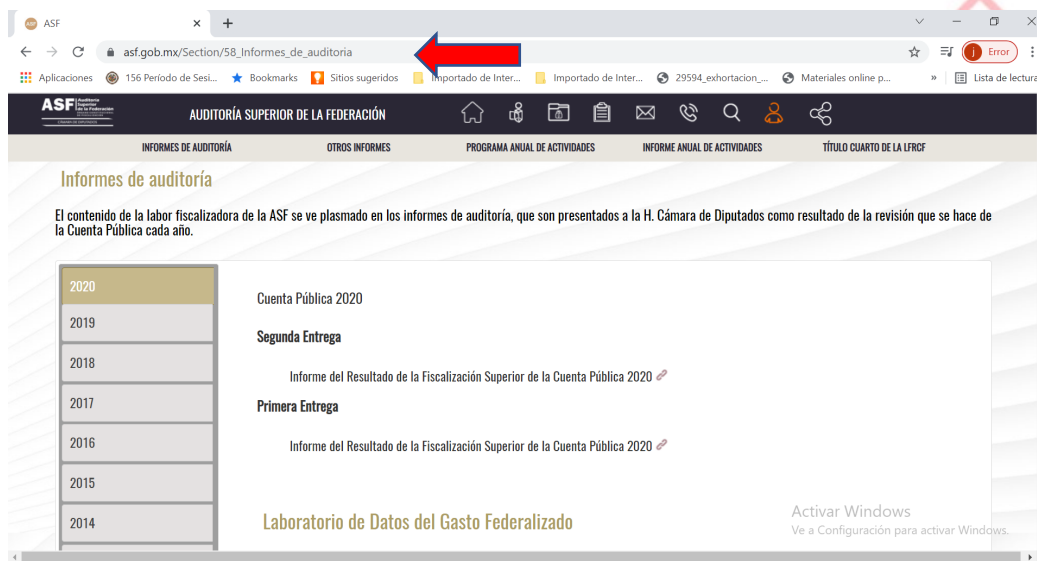 ASF
asf.gob.mx/Section/58_Informes_de_auditoria
j Error
Aplicaciones 156 Período de Sesi... Bookmarks Sitios sugeridos Importado de Inter... Importado de Inter... 29594_exhortacion_... Materiales online p... » Lista de lectura
ASF Auditoría Superior de la Federación
AUDITORÍA SUPERIOR DE LA FEDERACIÓN
INFORMES DE AUDITORÍA OTROS INFORMES PROGRAMA ANUAL DE ACTIVIDADES INFORME ANUAL DE ACTIVIDADES TÍTULO CUARTO DE LA LFRCF
Informes de auditoría
El contenido de la labor fiscalizadora de la ASF se ve plasmado en los informes de auditoría, que son presentados a la H. Cámara de Diputados como resultado de la revisión que se hace de
la Cuenta Pública cada año.
2020
2019
2018
2017
2016
2015
2014
Cuenta Pública 2020
Segunda Entrega
Informe del Resultado de la Fiscalización Superior de la Cuenta Pública 2020
Primera Entrega
Informe del Resultado de la Fiscalización Superior de la Cuenta Pública 2020
Laboratorio de Datos del Gasto Federalizado
Activar Windows
Ve a Configuración para activar Windows.